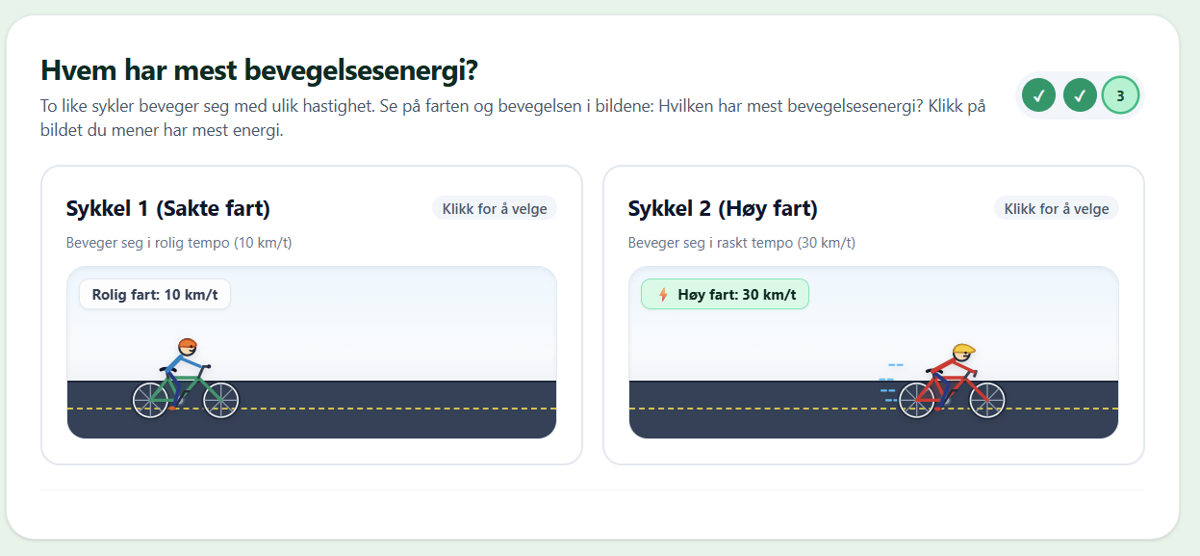 Hvem har mest bevegelsesenergi?
To like sykler beveger seg med ulik hastighet. Se på farten og bevegelsen i bildene: Hvilken har mest bevegelsesenergi? Klikk på
bildet du mener har mest energi.
✓ ✓ 3
Sykkel 1 (Sakte fart)
Klikk for å velge
Beveger seg i rolig tempo (10 km/t)
Rolig fart: 10 km/t
Sykkel 2 (Høy fart)
Klikk for å velge
Beveger seg i raskt tempo (30 km/t)
⚡ Høy fart: 30 km/t